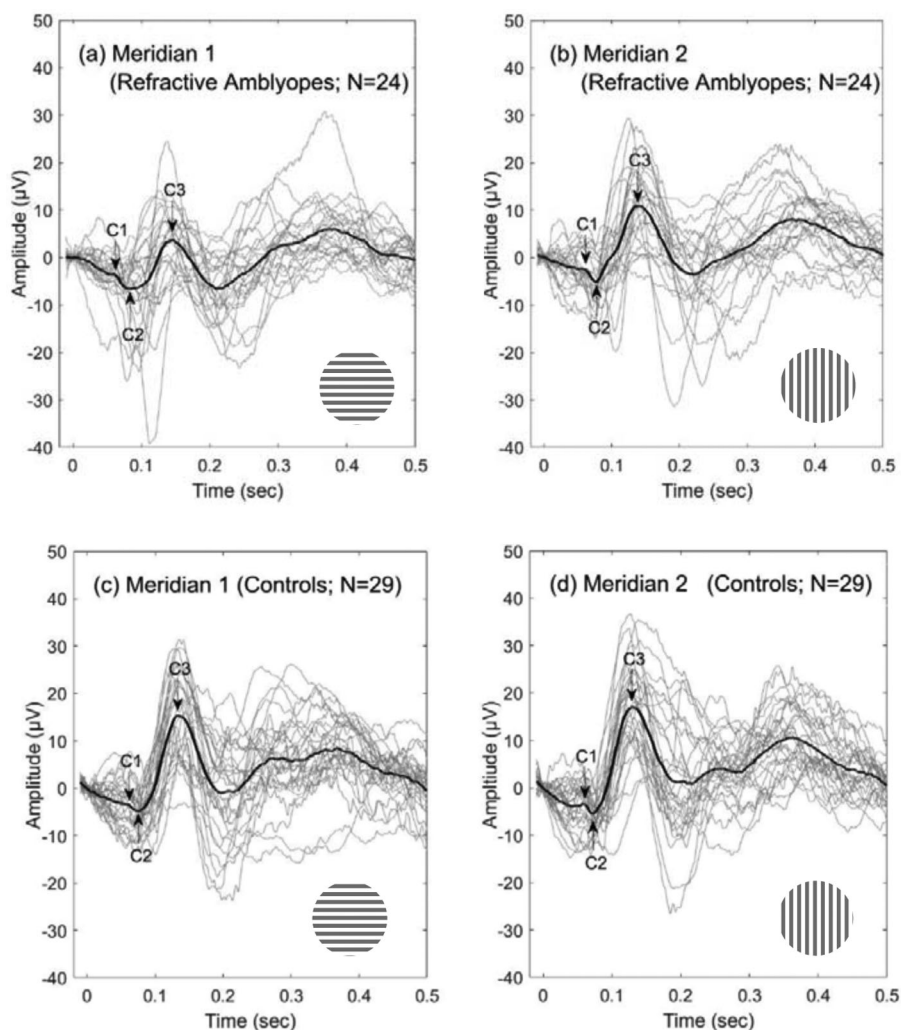 (a) Meridian 1
(Refractive Amblyopes; N=24)
50
40
30
20
10
0
-10
-20
-30
-40
Amplitude (µV)
C1
C2
C3
0
0.1
0.2
0.3
0.4
0.5
Time (sec)
(b) Meridian 2
(Refractive Amblyopes; N=24)
50
40
30
20
10
0
-10
-20
-30
-40
Amplitude (µV)
C1
C2
C3
0
0.1
0.2
0.3
0.4
0.5
Time (sec)
(c) Meridian 1 (Controls; N=29)
50
40
30
20
10
0
-10
-20
-30
-40
Amplitude (µV)
C1
C2
C3
0
0.1
0.2
0.3
0.4
0.5
Time (sec)
(d) Meridian 2 (Controls; N=29)
50
40
30
20
10
0
-10
-20
-30
-40
Ampltiude (µV)
C1
C2
C3
0
0.1
0.2
0.3
0.4
0.5
Time (sec)